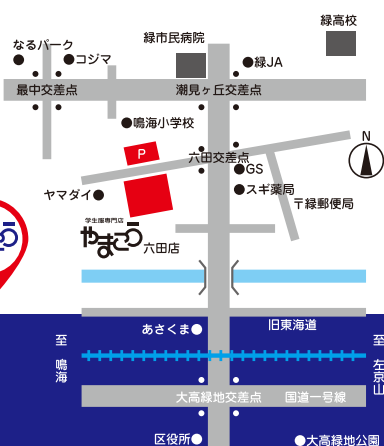 緑高校
緑市民病院
なるパーク
コジマ
緑JA
最中交差点
潮見ヶ丘交差点
鳴海小学校
N
P
六田交差点
GS
ヤマダイ
スギ薬局
〒緑郵便局
学生服専門店
やまこう
六田店
あさくま
旧東海道
至 鳴海
至 左京山
大高緑地交差点
国道一号線
区役所
大高緑地公園